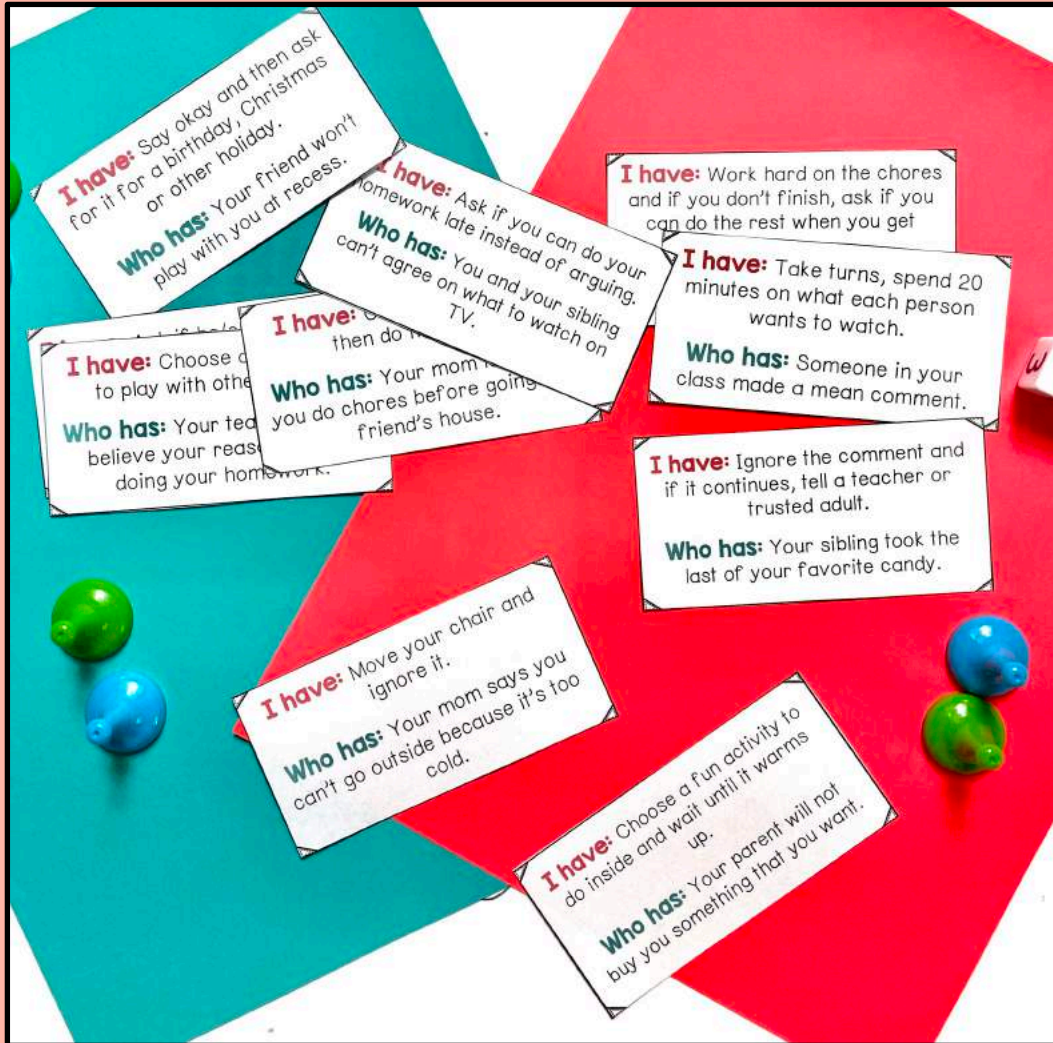 I have: Say okay and then ask
for it for a birthday, Christmas
or other holiday.
Who has: Your friend won't
play with you at recess.
I have: Ask if you can do your
homework late instead of arguing.
Who has: You and your sibling
can't agree on what to watch on
TV.
I have: Work hard on the chores
and if you don't finish, ask if you
can do the rest when you get
I have: Take turns, spend 20
minutes on what each person
wants to watch.
Who has: Someone in your
class made a mean comment.
I have: Choose
to play with
Who has: Your
believe your
doing your homework.
I have:
then do
Who has: Your mom
you do chores before going
friend's house.
I have: Ignore the comment and
if it continues, tell a teacher or
trusted adult.
Who has: Your sibling took the
last of your favorite candy.
I have: Move your chair and
ignore it.
Who has: Your mom says you
can't go outside because it's too
cold.
I have: Choose a fun activity to
do inside and wait until it warms
up.
Who has: Your parent will not
buy you something that you want.